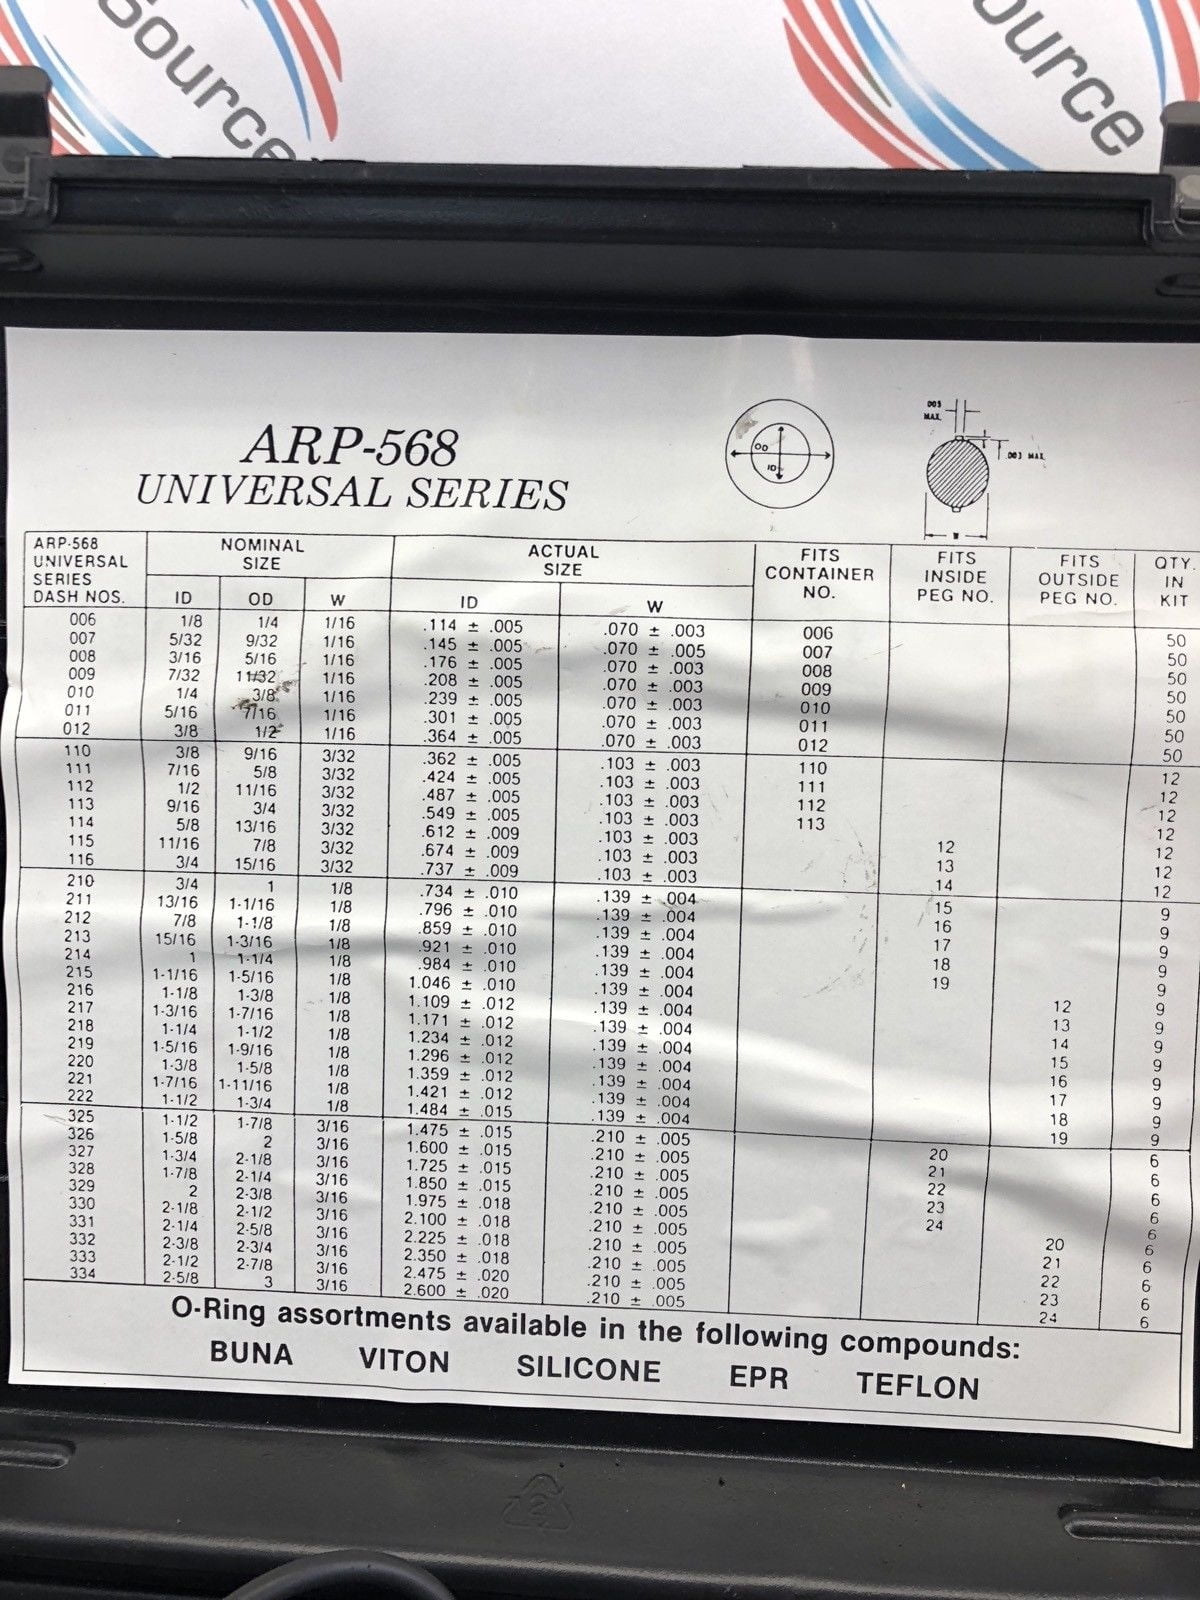 Source
Source
ARP-568
UNIVERSAL SERIES
OD
ID
.003 MAX.
.003 MAX.
W
ARP-568 UNIVERSAL SERIES DASH NOS. NOMINAL SIZE ACTUAL SIZE FITS CONTAINER NO. FITS INSIDE PEG NO. FITS OUTSIDE PEG NO. QTY. IN KIT
ID OD W ID W
006 1/8 1/4 1/16 .114 ± .005 .070 ± .003 006 50
007 5/32 9/32 1/16 .145 ± .005 .070 ± .005 007 50
008 3/16 5/16 1/16 .176 ± .005 .070 ± .003 008 50
009 7/32 11/32 1/16 .208 ± .005 .070 ± .003 009 50
010 1/4 3/8 1/16 .239 ± .005 .070 ± .003 010 50
011 5/16 7/16 1/16 .301 ± .005 .070 ± .003 011 50
012 3/8 1/2 1/16 .364 ± .005 .070 ± .003 012 50
110 3/8 9/16 3/32 .362 ± .005 .103 ± .003 110 12
111 7/16 5/8 3/32 .424 ± .005 .103 ± .003 111 12
112 1/2 11/16 3/32 .487 ± .005 .103 ± .003 112 12
113 9/16 3/4 3/32 .549 ± .005 .103 ± .003 113 12
114 5/8 13/16 3/32 .612 ± .009 .103 ± .003 12 12
115 11/16 7/8 3/32 .674 ± .009 .103 ± .003 13 12
116 3/4 15/16 3/32 .737 ± .009 .103 ± .003 14 12
210 3/4 1 1/8 .734 ± .010 .139 ± .004 15 9
211 13/16 1-1/16 1/8 .796 ± .010 .139 ± .004 16 9
212 7/8 1-1/8 1/8 .859 ± .010 .139 ± .004 17 9
213 15/16 1-3/16 1/8 .921 ± .010 .139 ± .004 18 9
214 1 1-1/4 1/8 .984 ± .010 .139 ± .004 19 9
215 1-1/16 1-5/16 1/8 1.046 ± .010 .139 ± .004 12 9
216 1-1/8 1-3/8 1/8 1.109 ± .012 .139 ± .004 13 9
217 1-3/16 1-7/16 1/8 1.171 ± .012 .139 ± .004 14 9
218 1-1/4 1-1/2 1/8 1.234 ± .012 .139 ± .004 15 9
219 1-5/16 1-9/16 1/8 1.296 ± .012 .139 ± .004 16 9
220 1-3/8 1-5/8 1/8 1.359 ± .012 .139 ± .004 17 9
221 1-7/16 1-11/16 1/8 1.421 ± .012 .139 ± .004 18 9
222 1-1/2 1-3/4 1/8 1.484 ± .015 .139 ± .004 19 9
325 1-1/2 1-7/8 3/16 1.475 ± .015 .210 ± .005 20 6
326 1-5/8 2 3/16 1.600 ± .015 .210 ± .005 21 6
327 1-3/4 2-1/8 3/16 1.725 ± .015 .210 ± .005 22 6
328 1-7/8 2-1/4 3/16 1.850 ± .015 .210 ± .005 23 6
329 2 2-3/8 3/16 1.975 ± .018 .210 ± .005 24 6
330 2-1/8 2-1/2 3/16 2.100 ± .018 .210 ± .005 20 6
331 2-1/4 2-5/8 3/16 2.225 ± .018 .210 ± .005 21 6
332 2-3/8 2-3/4 3/16 2.350 ± .018 .210 ± .005 22 6
333 2-1/2 2-7/8 3/16 2.475 ± .020 .210 ± .005 23 6
334 2-5/8 3 3/16 2.600 ± .020 .210 ± .005 24 6
O-Ring assortments available in the following compounds:
BUNA VITON SILICONE EPR TEFLON
2